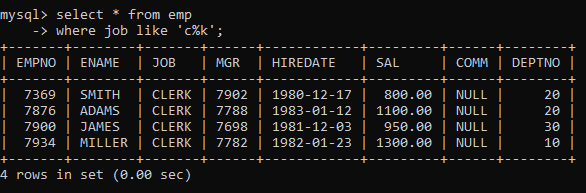 mysql> select * from emp
    -> where job like 'c%k';
+-------+--------+-------+------+------------+---------+------+--------+
| EMPNO | ENAME  | JOB   | MGR  | HIREDATE   | SAL     | COMM | DEPTNO |
+-------+--------+-------+------+------------+---------+------+--------+
|  7369 | SMITH  | CLERK | 7902 | 1980-12-17 |  800.00 | NULL |     20 |
|  7876 | ADAMS  | CLERK | 7788 | 1983-01-12 | 1100.00 | NULL |     20 |
|  7900 | JAMES  | CLERK | 7698 | 1981-12-03 |  950.00 | NULL |     30 |
|  7934 | MILLER | CLERK | 7782 | 1982-01-23 | 1300.00 | NULL |     10 |
+-------+--------+-------+------+------------+---------+------+--------+
4 rows in set (0.00 sec)